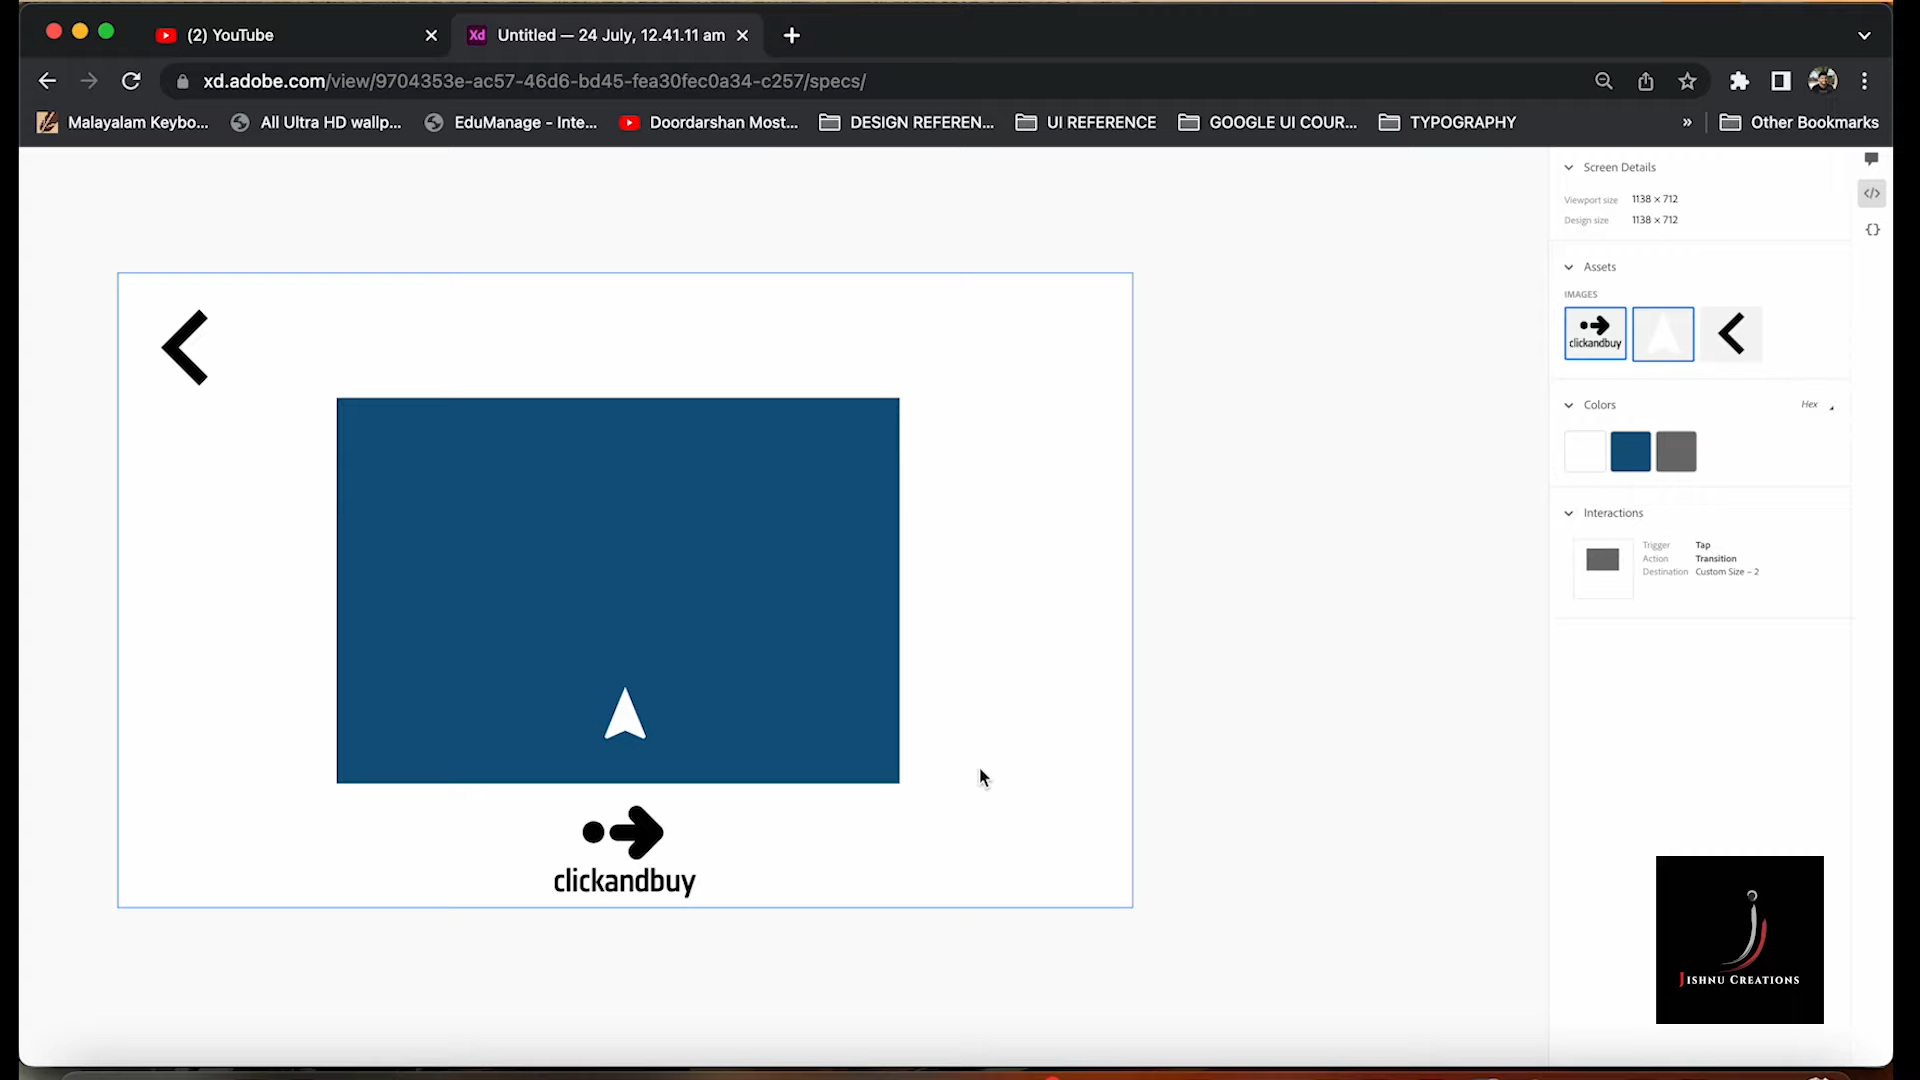 (2) YouTube
Xd Untitled — 24 July, 12.41.11 am
xd.adobe.com/view/9704353e-ac57-46d6-bd45-fea30fec0a34-c257/specs/
Malayalam Keybo... All Ultra HD wallp... EduManage - Inte... Doordarshan Most... DESIGN REFEREN... UI REFERENCE GOOGLE UI COUR... TYPOGRAPHY » Other Bookmarks
Screen Details
Viewport size 1138 × 712
Design size 1138 × 712
Assets
IMAGES
clickandbuy
Colors Hex
Interactions
Trigger Tap
Action Transition
Destination Custom Size – 2
clickandbuy
JISHNU CREATIONS